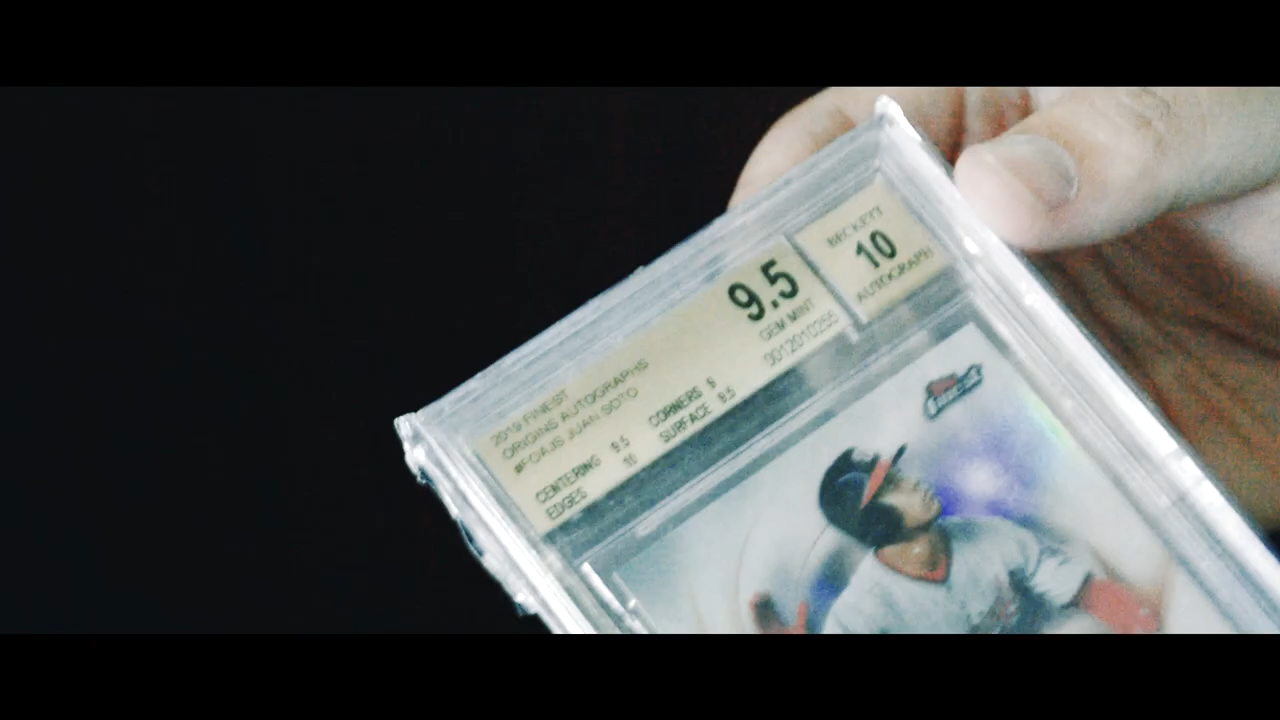 2019 FINEST
ORIGINS AUTOGRAPHS
#FOAJS JUAN SOTO
CENTERING 9.5
EDGES 10
CORNERS 9
SURFACE 9.5
9.5
GEM MINT
BECKETT
10
AUTOGRAPH